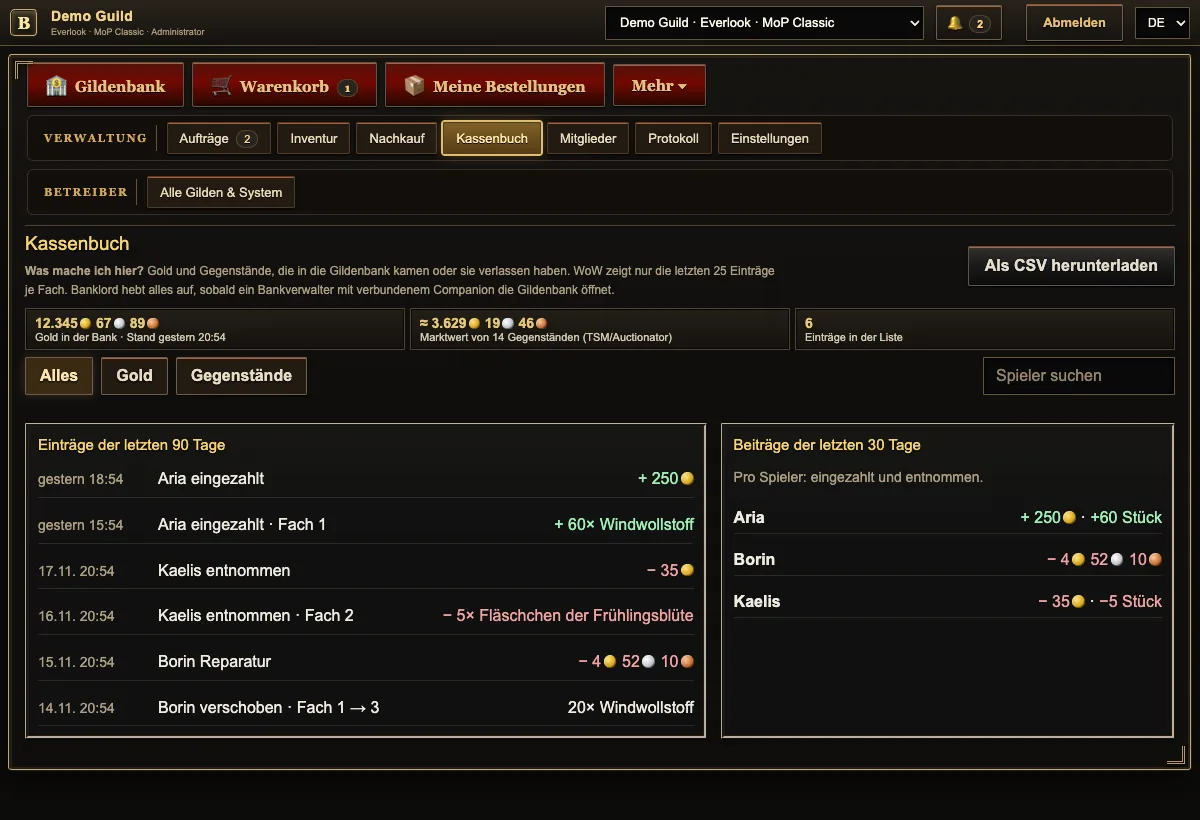 B
Demo Guild
Everlook · MoP Classic · Administrator
Demo Guild · Everlook · MoP Classic
2
Abmelden
DE
Gildenbank
Warenkorb 1
Meine Bestellungen
Mehr
VERWALTUNG
Aufträge 2
Inventur
Nachkauf
Kassenbuch
Mitglieder
Protokoll
Einstellungen
BETREIBER
Alle Gilden & System
Kassenbuch
Was mache ich hier? Gold und Gegenstände, die in die Gildenbank kamen oder sie verlassen haben. WoW zeigt nur die letzten 25 Einträge
je Fach. Banklord hebt alles auf, sobald ein Bankverwalter mit verbundenem Companion die Gildenbank öffnet.
Als CSV herunterladen
12.345 67 89
Gold in der Bank · Stand gestern 20:54
≈ 3.629 19 46
Marktwert von 14 Gegenständen (TSM/Auctionator)
6
Einträge in der Liste
Alles
Gold
Gegenstände
Spieler suchen
Einträge der letzten 90 Tage
gestern 18:54 Aria eingezahlt + 250
gestern 15:54 Aria eingezahlt · Fach 1 + 60× Windwollstoff
17.11. 20:54 Kaelis entnommen − 35
16.11. 20:54 Kaelis entnommen · Fach 2 − 5× Fläschchen der Frühlingsblüte
15.11. 20:54 Borin Reparatur − 4 52 10
14.11. 20:54 Borin verschoben · Fach 1 → 3 20× Windwollstoff
Beiträge der letzten 30 Tage
Pro Spieler: eingezahlt und entnommen.
Aria + 250 · +60 Stück
Borin − 4 52 10
Kaelis − 35 · −5 Stück